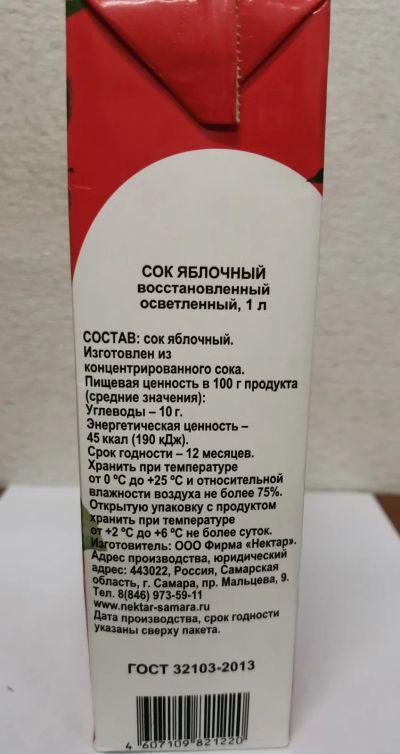 СОК ЯБЛОЧНЫЙ
восстановленный
осветленный, 1 л
СОСТАВ: сок яблочный.
Изготовлен из
концентрированного сока.
Пищевая ценность в 100 г продукта
(средние значения):
Углеводы – 10 г.
Энергетическая ценность –
45 ккал (190 кДж).
Срок годности – 12 месяцев.
Хранить при температуре
от 0 ºС до +25 ºС и относительной
влажности воздуха не более 75%.
Открытую упаковку с продуктом
хранить при температуре
от +2 ºС до +6 ºС не более суток.
Изготовитель: ООО Фирма «Нектар».
Адрес производства, юридический
адрес: 443022, Россия, Самарская
область, г. Самара, пр. Мальцева, 9.
Тел. 8(846) 973-59-11
www.nektar-samara.ru
Дата производства, срок годности
указаны сверху пакета.
ГОСТ 32103-2013
4 607109 821220